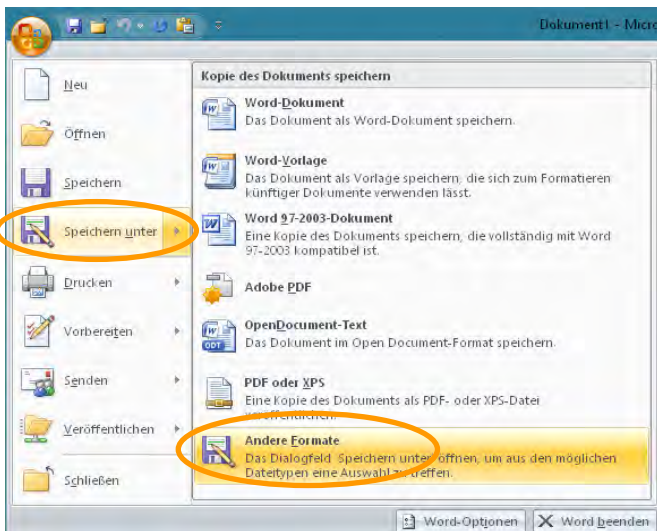 Dokument1 - Micro
Neu
Öffnen
Speichern
Speichern unter
Drucken
Vorbereiten
Senden
Veröffentlichen
Schließen
Kopie des Dokuments speichern
Word-Dokument
Das Dokument als Word-Dokument speichern.
Word-Vorlage
Das Dokument als Vorlage speichern, die sich zum Formatieren
künftiger Dokumente verwenden lässt.
Word 97-2003-Dokument
Eine Kopie des Dokuments speichern, die vollständig mit Word
97-2003 kompatibel ist.
Adobe PDF
OpenDocument-Text
Das Dokument im Open Document-Format speichern.
PDF oder XPS
Eine Kopie des Dokuments als PDF- oder XPS-Datei
veröffentlichen.
Andere Formate
Das Dialogfeld Speichern unter öffnen, um aus den möglichen
Dateitypen eine Auswahl zu treffen.
Word-Optionen
Word beenden